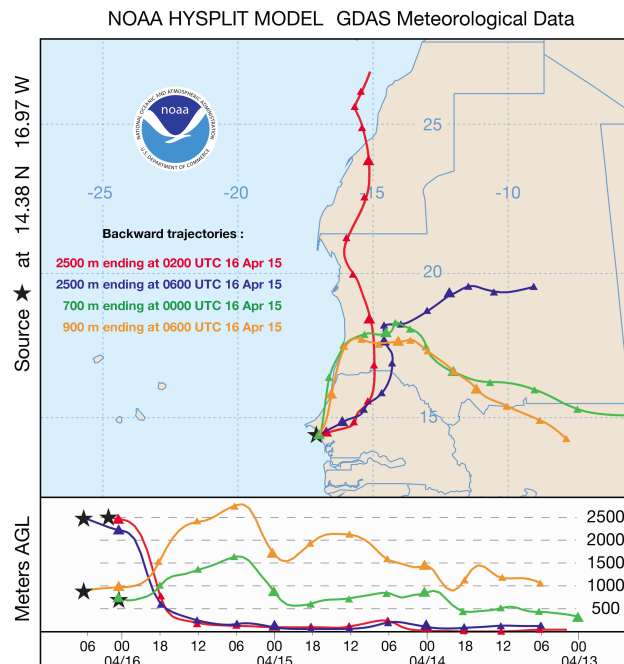 NOAA HYSPLIT MODEL GDAS Meteorological Data
Source ★ at 14.38 N 16.97 W
NATIONAL OCEANIC AND ATMOSPHERIC ADMINISTRATION
noaa
U.S. DEPARTMENT OF COMMERCE
25
-25 -20 -15 -10
Backward trajectories :
2500 m ending at 0200 UTC 16 Apr 15
2500 m ending at 0600 UTC 16 Apr 15
700 m ending at 0000 UTC 16 Apr 15
900 m ending at 0600 UTC 16 Apr 15
20
15
Meters AGL
2500
2000
1500
1000
500
06 00 18 12 06 00 18 12 06 00 18 12 06 00
04/16 04/15 04/14 04/13